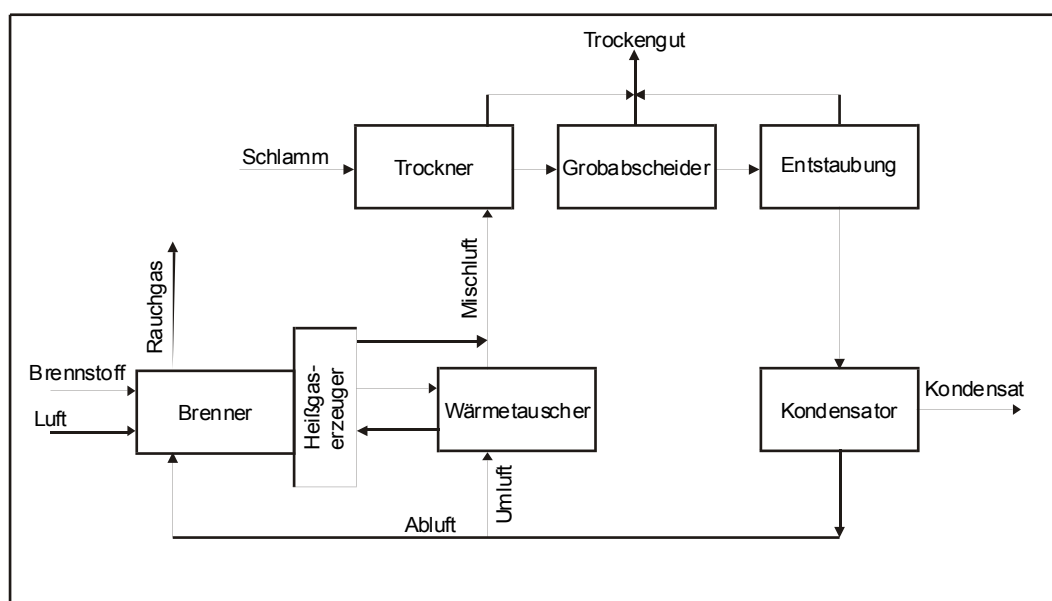 Trockengut
Schlamm
Trockner
Grobabscheider
Entstaubung
Mischluft
Rauchgas
Brennstoff
Luft
Brenner
Heißgas-
erzeuger
Wärmetauscher
Kondensator
Kondensat
Umluft
Abluft